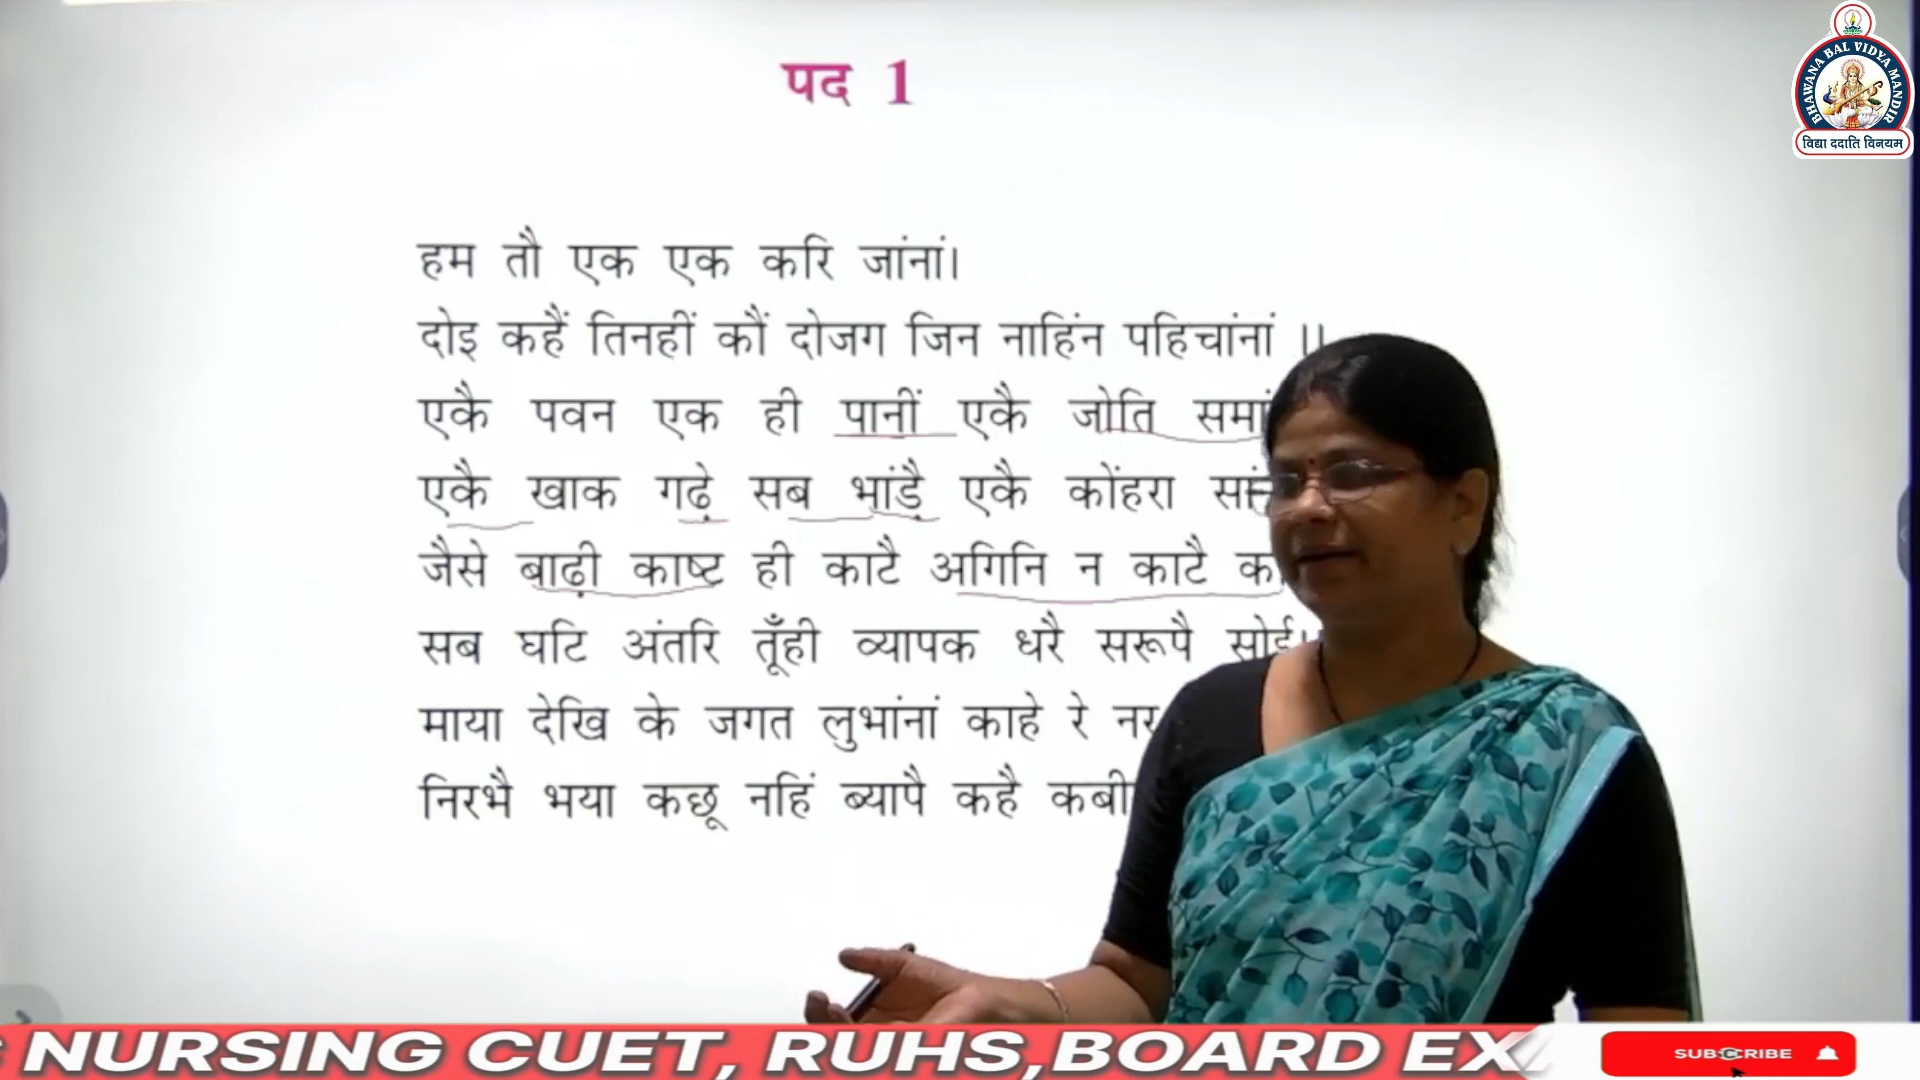 पद 1
BHAWANA BAL VIDYA MANDIR
विद्या ददाति विनयम
हम तौ एक एक करि जांनां।
दोइ कहैं तिनहीं कौं दोजग जिन नाहिंन पहिचांनां ।।
एकै पवन एक ही पानीं एकै जोति
एकै खाक गढ़े सब भांड़ै एकै कोंहरा
जैसे बाढ़ी काष्ट ही काटै अगिनि न काटै
सब घटि अंतरि तूँही व्यापक धरै सरूपै सोई।।
माया देखि के जगत लुभांनां काहे रे नर
निरभै भया कछू नहिं ब्यापै कहै
NURSING CUET, RUHS,BOARD
SUBSCRIBE